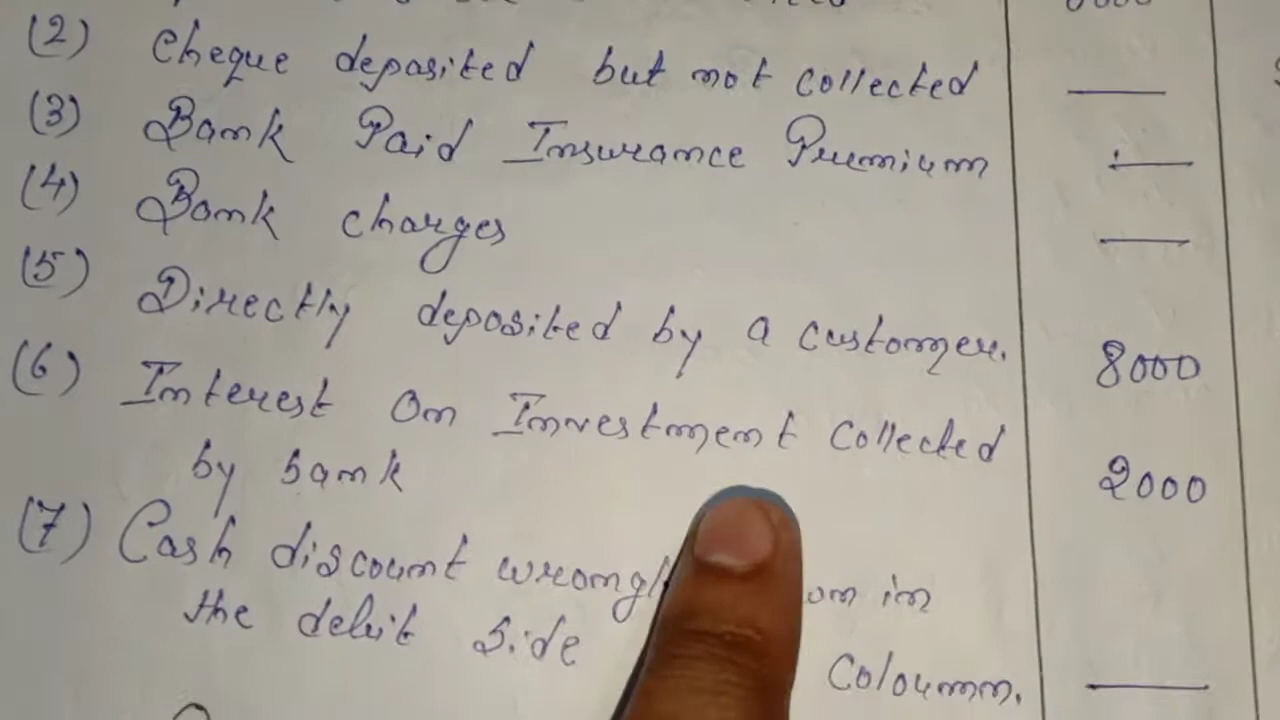 (2) Cheque deposited but not collected —
(3) Bank Paid Insurance Premium —
(4) Bank charges —
(5) Directly deposited by a customer. 8000
(6) Interest on Investment collected
by bank 2000
(7) Cash discount in
the debit side Coloumn. —